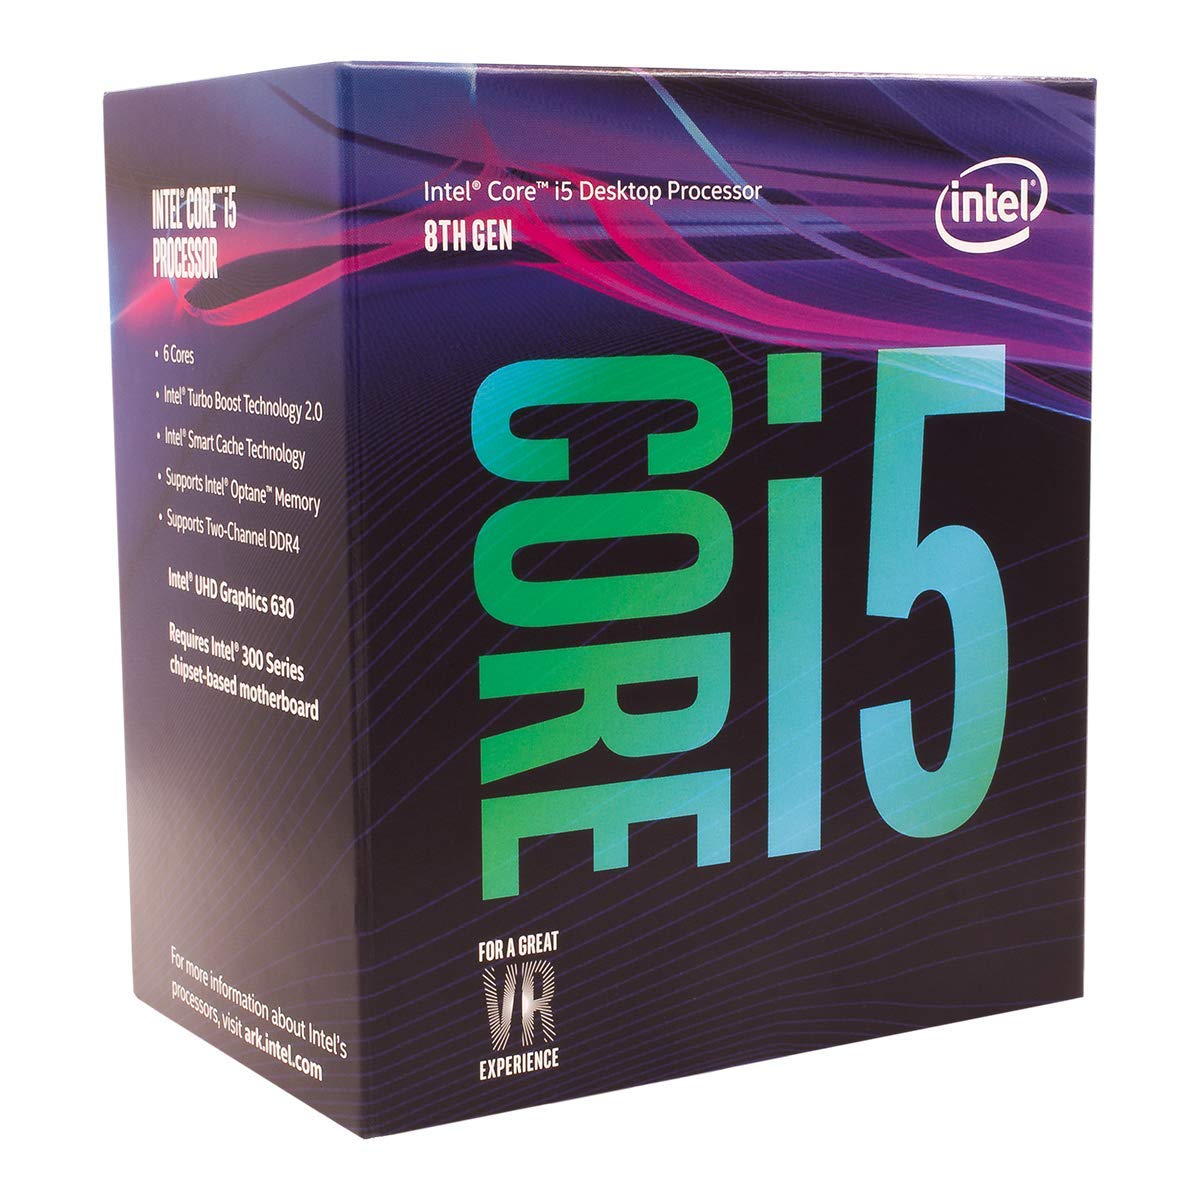 INTEL® CORE™ i5
PROCESSOR
• 6 Cores
• Intel® Turbo Boost Technology 2.0
• Intel® Smart Cache Technology
• Supports Intel® Optane™ Memory
• Supports Two-Channel DDR4
Intel® UHD Graphics 630
Requires Intel® 300 Series
chipset-based motherboard
For more information about Intel's
processors, visit ark.intel.com
Intel® Core™ i5 Desktop Processor
8TH GEN
intel
CORE i5
FOR A GREAT
VR
EXPERIENCE